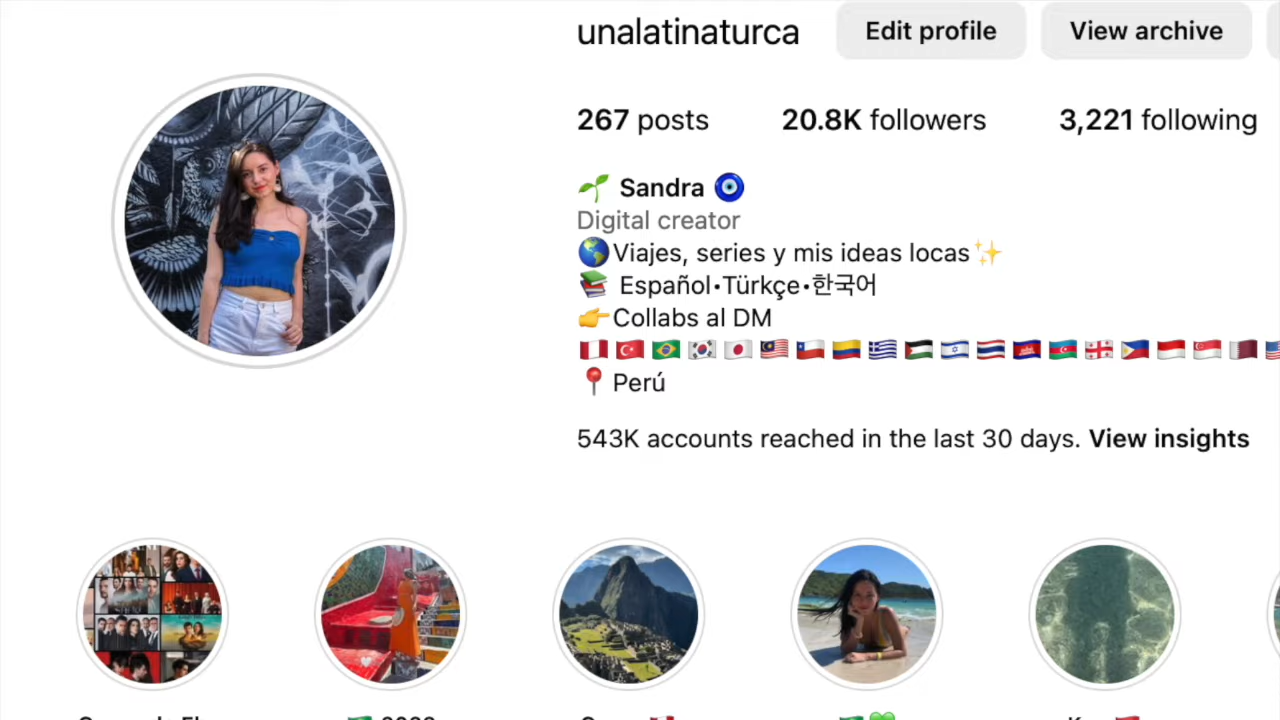 unalatinaturca Edit profile View archive
267 posts 20.8K followers 3,221 following
🌱 Sandra 🧿
Digital creator
🌎Viajes, series y mis ideas locas✨
📚 Español•Türkçe•한국어
👉Collabs al DM
🇵🇪🇹🇷🇧🇷🇰🇷🇯🇵🇲🇾🇨🇱🇨🇴🇬🇷🇵🇸🇮🇱🇹🇭🇰🇭🇦🇿🇬🇪🇵🇭🇮🇩🇸🇬🇶🇦🇺🇸
📍 Perú
543K accounts reached in the last 30 days. View insights